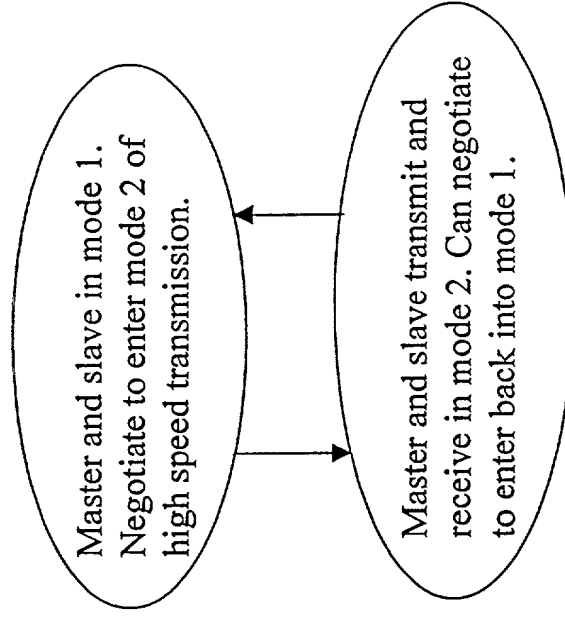 Master and slave in mode 1.
Negotiate to enter mode 2 of
high speed transmission.
Master and slave transmit and
receive in mode 2. Can negotiate
to enter back into mode 1.